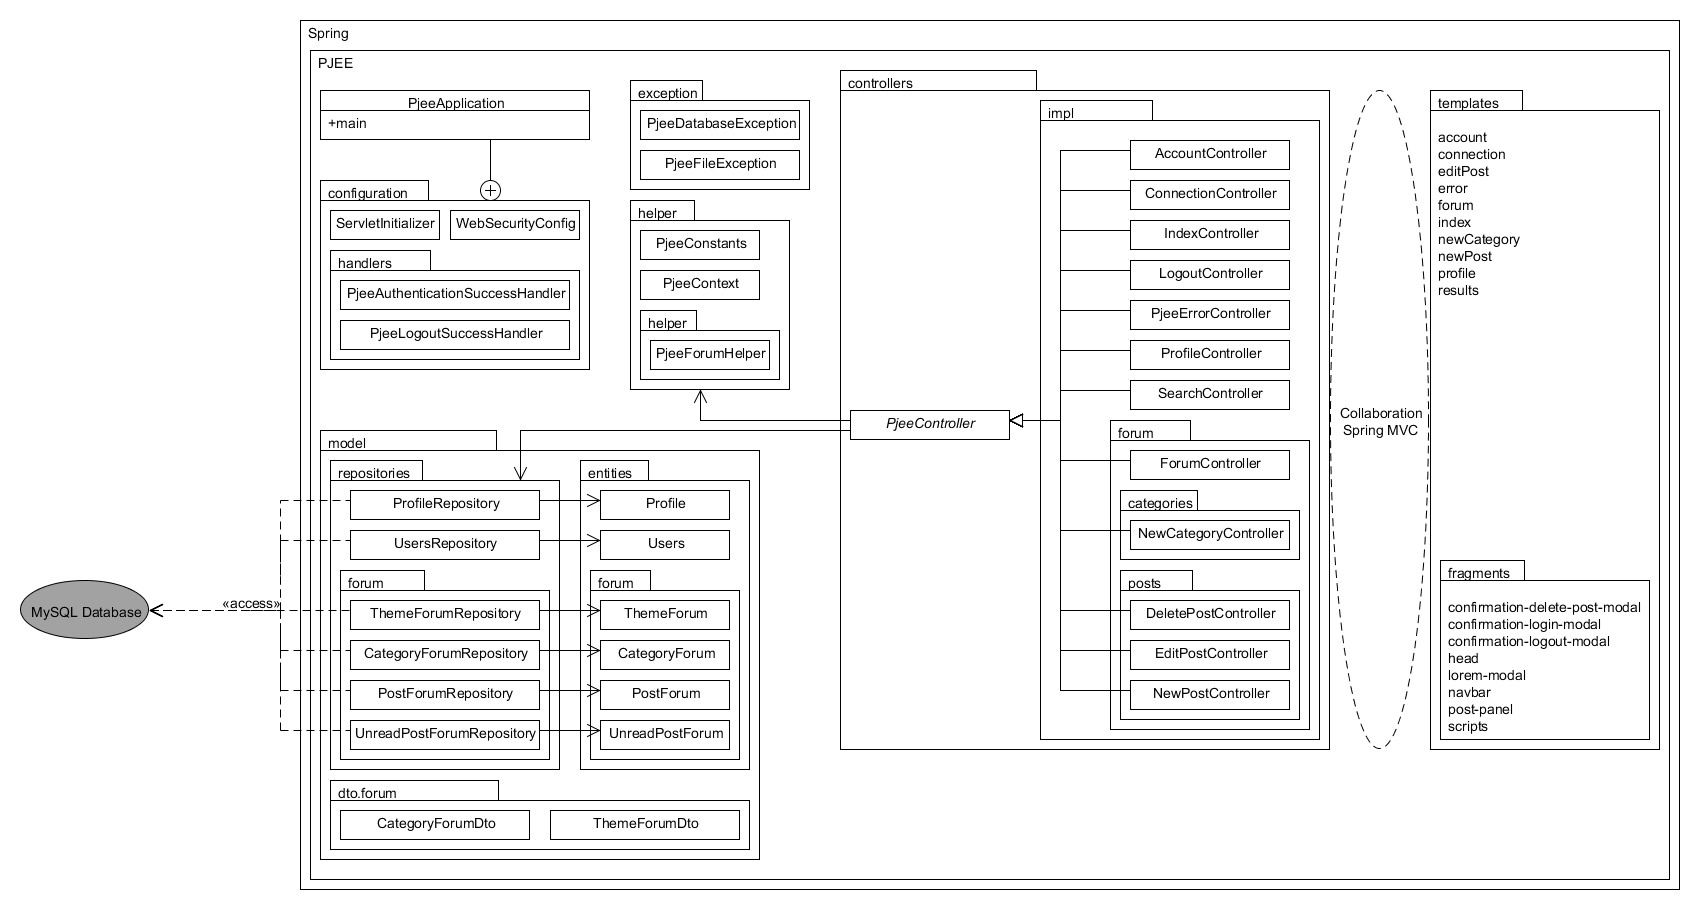 Spring
PJEE
PjeeApplication
+main
configuration
ServletInitializer
WebSecurityConfig
handlers
PjeeAuthenticationSuccessHandler
PjeeLogoutSuccessHandler
exception
PjeeDatabaseException
PjeeFileException
helper
PjeeConstants
PjeeContext
helper
PjeeForumHelper
controllers
PjeeController
impl
AccountController
ConnectionController
IndexController
LogoutController
PjeeErrorController
ProfileController
SearchController
forum
ForumController
categories
NewCategoryController
posts
DeletePostController
EditPostController
NewPostController
Collaboration
Spring MVC
templates
account
connection
editPost
error
forum
index
newCategory
newPost
profile
results
fragments
confirmation-delete-post-modal
confirmation-login-modal
confirmation-logout-modal
head
lorem-modal
navbar
post-panel
scripts
model
repositories
ProfileRepository
UsersRepository
forum
ThemeForumRepository
CategoryForumRepository
PostForumRepository
UnreadPostForumRepository
entities
Profile
Users
forum
ThemeForum
CategoryForum
PostForum
UnreadPostForum
dto.forum
CategoryForumDto
ThemeForumDto
«access»
MySQL Database